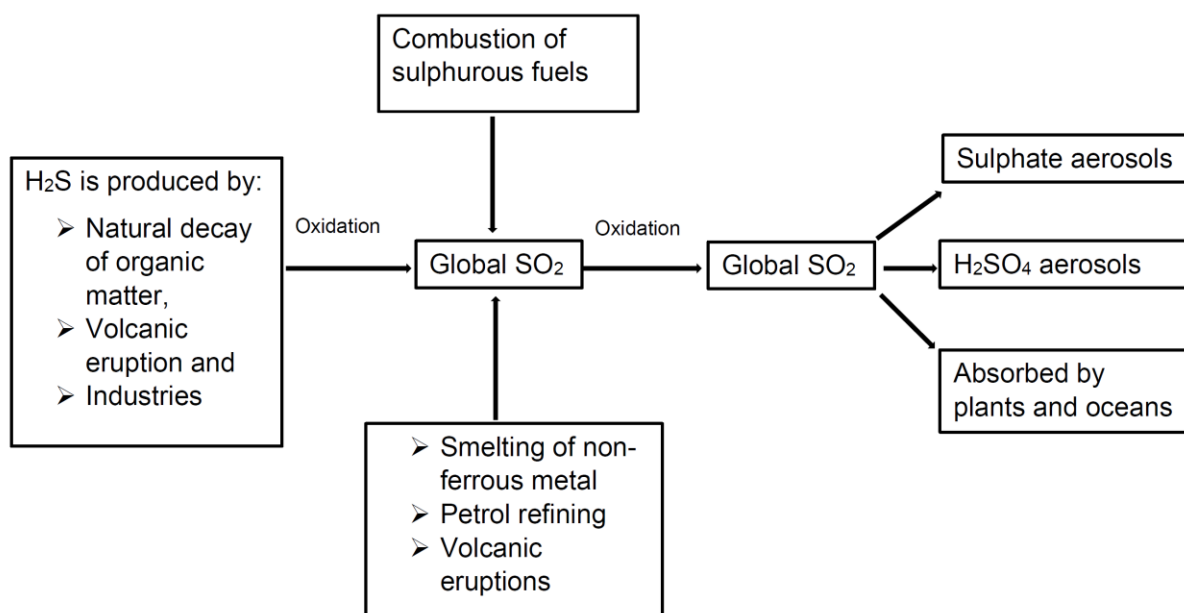 Combustion of
sulphurous fuels
H₂S is produced by:
➢ Natural decay
of organic
matter,
➢ Volcanic
eruption and
➢ Industries
Oxidation
Global SO₂
Oxidation
Global SO₂
Sulphate aerosols
H₂SO₄ aerosols
Absorbed by
plants and oceans
➢ Smelting of non-
ferrous metal
➢ Petrol refining
➢ Volcanic
eruptions